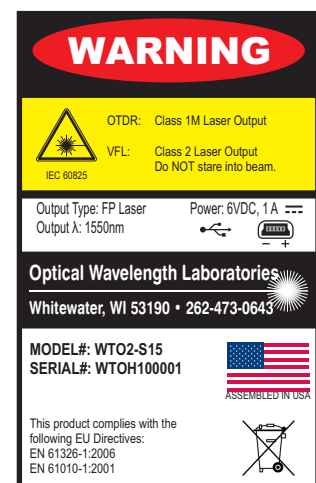 WARNING
OTDR: Class 1M Laser Output
VFL: Class 2 Laser Output
Do NOT stare into beam.
IEC 60825
Output Type: FP Laser Power: 6VDC, 1 A
Output λ: 1550nm
− +
Optical Wavelength Laboratories
Whitewater, WI 53190 • 262-473-0643
MODEL#: WTO2-S15
SERIAL#: WTOH100001
ASSEMBLED IN USA
This product complies with the
following EU Directives:
EN 61326-1:2006
EN 61010-1:2001